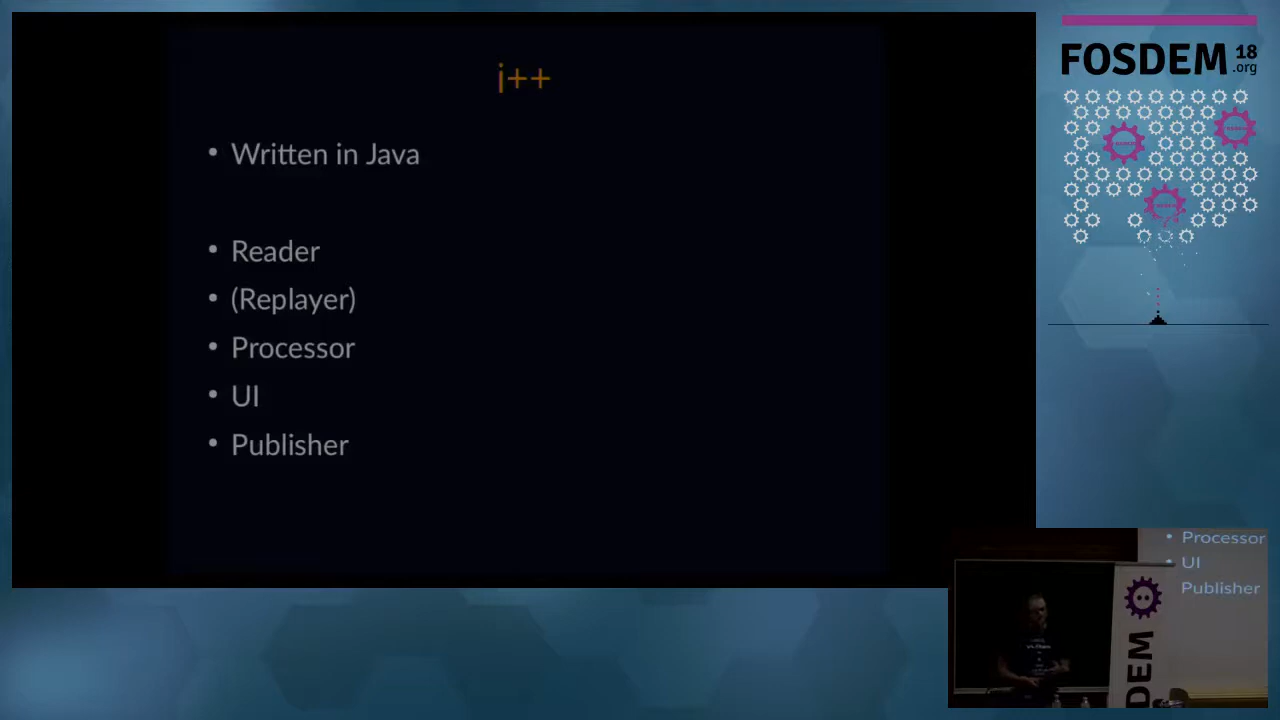 i++
• Written in Java
• Reader
• (Replayer)
• Processor
• UI
• Publisher
FOSDEM 18
.org
• Processor
• UI
Publisher
DEM